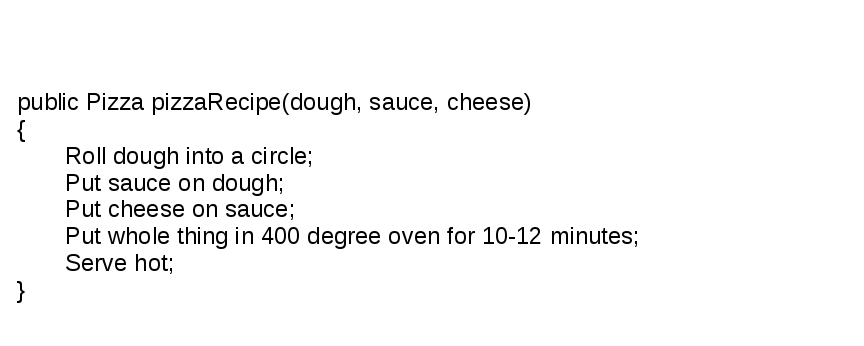 public Pizza pizzaRecipe(dough, sauce, cheese)
{
Roll dough into a circle;
Put sauce on dough;
Put cheese on sauce;
Put whole thing in 400 degree oven for 10-12 minutes;
Serve hot;
}